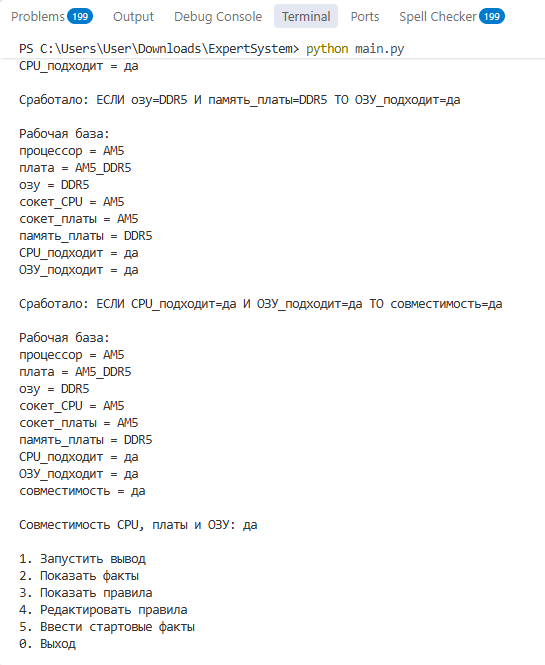 Problems 199 Output Debug Console Terminal Ports Spell Checker 199
PS C:\Users\User\Downloads\ExpertSystem> python main.py
CPU_подходит = да
Сработало: ЕСЛИ озу=DDR5 И память_платы=DDR5 ТО ОЗУ_подходит=да
Рабочая база:
процессор = AM5
плата = AM5_DDR5
озу = DDR5
сокет_CPU = AM5
сокет_платы = AM5
память_платы = DDR5
CPU_подходит = да
ОЗУ_подходит = да
Сработало: ЕСЛИ CPU_подходит=да И ОЗУ_подходит=да ТО совместимость=да
Рабочая база:
процессор = AM5
плата = AM5_DDR5
озу = DDR5
сокет_CPU = AM5
сокет_платы = AM5
память_платы = DDR5
CPU_подходит = да
ОЗУ_подходит = да
совместимость = да
Совместимость CPU, платы и ОЗУ: да
1. Запустить вывод
2. Показать факты
3. Показать правила
4. Редактировать правила
5. Ввести стартовые факты
0. Выход